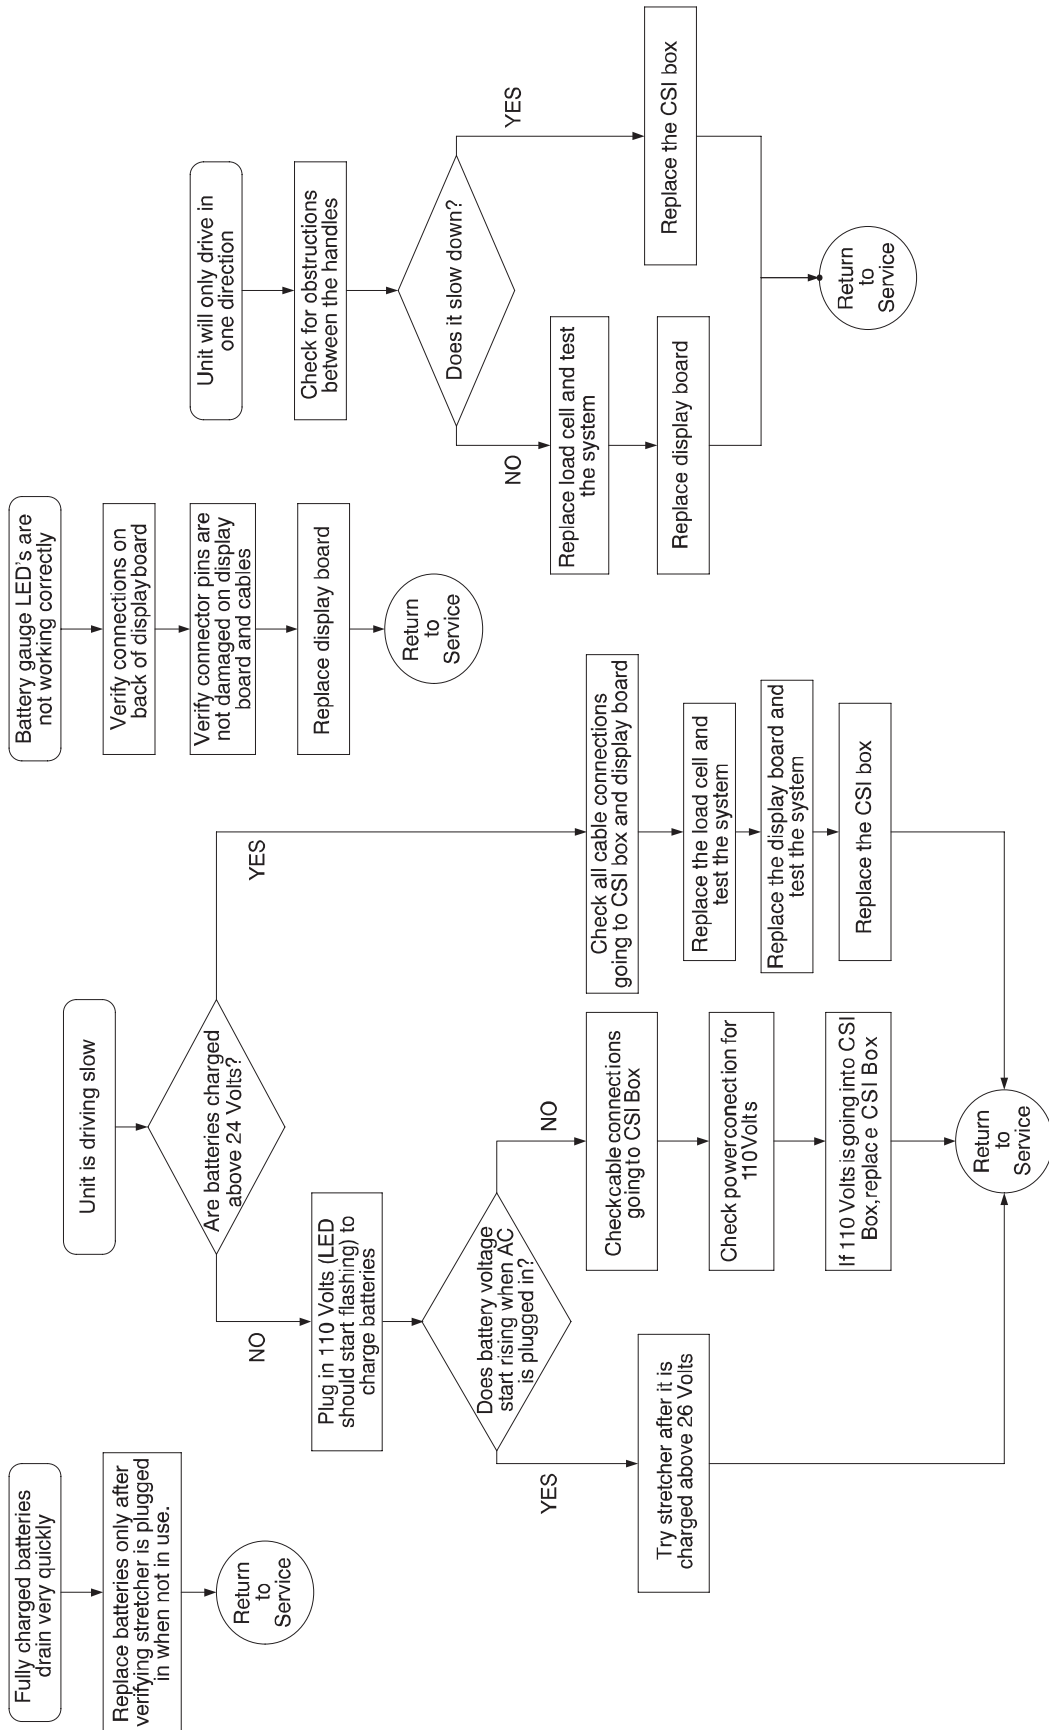 Fully charged batteries
drain very quickly
Replace batteries only after
verifying stretcher is plugged
in when not in use.
Return
to
Service
Unit is driving slow
Are batteries charged
above 24 Volts?
NO
YES
Plug in 110 Volts (LED
should start flashing) to
charge batteries
Does battery voltage
start rising when AC
is plugged in?
YES
NO
Try stretcher after it is
charged above 26 Volts
Checkcable connections
goingto CSI Box
Check powerconnection for
110Volts
If 110 Volts isgoing into CSI
Box,replace CSI Box
Check all cable connections
going to CSI box and display board
Replace the load cell and
test the system
Replace the display board and
test the system
Replace the CSI box
Return
to
Service
Battery gauge LED's are
not working correctly
Verify connections on
back of displayboard
Verify connector pins are
not damaged on display
board and cables
Replace display board
Return
to
Service
Unit will only drive in
one direction
Check for obstructions
between the handles
Does it slow down?
NO
YES
Replace load cell and test
the system
Replace display board
Replace the CSI box
Return
to
Service